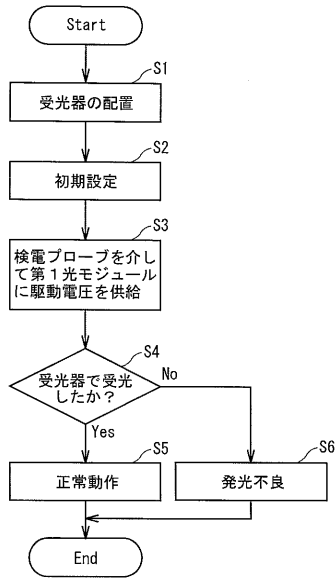 Start
S1
受光器の配置
S2
初期設定
S3
検電プローブを介し
て第1光モジュール
に駆動電圧を供給
S4
受光器で受光
したか?
No
Yes
S5
正常動作
S6
発光不良
End